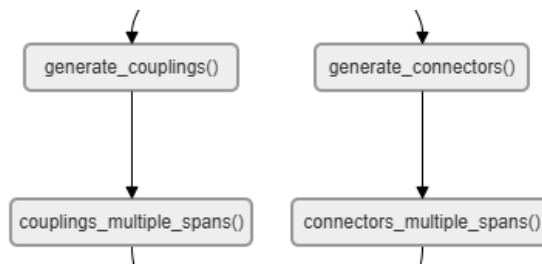 generate_couplings()
generate_connectors()
couplings_multiple_spans()
connectors_multiple_spans()